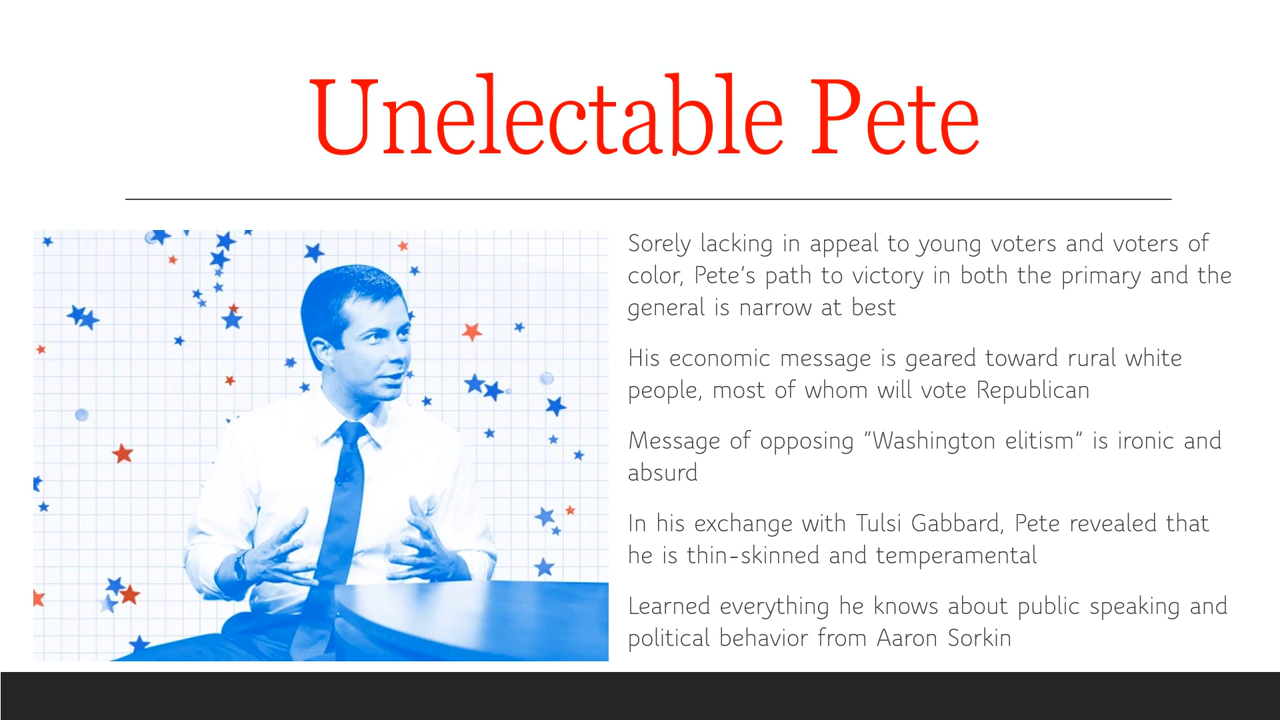 Unelectable Pete
Sorely lacking in appeal to young voters and voters of
color, Pete's path to victory in both the primary and the
general is narrow at best
His economic message is geared toward rural white
people, most of whom will vote Republican
Message of opposing “Washington elitism” is ironic and
absurd
In his exchange with Tulsi Gabbard, Pete revealed that
he is thin-skinned and temperamental
Learned everything he knows about public speaking and
political behavior from Aaron Sorkin